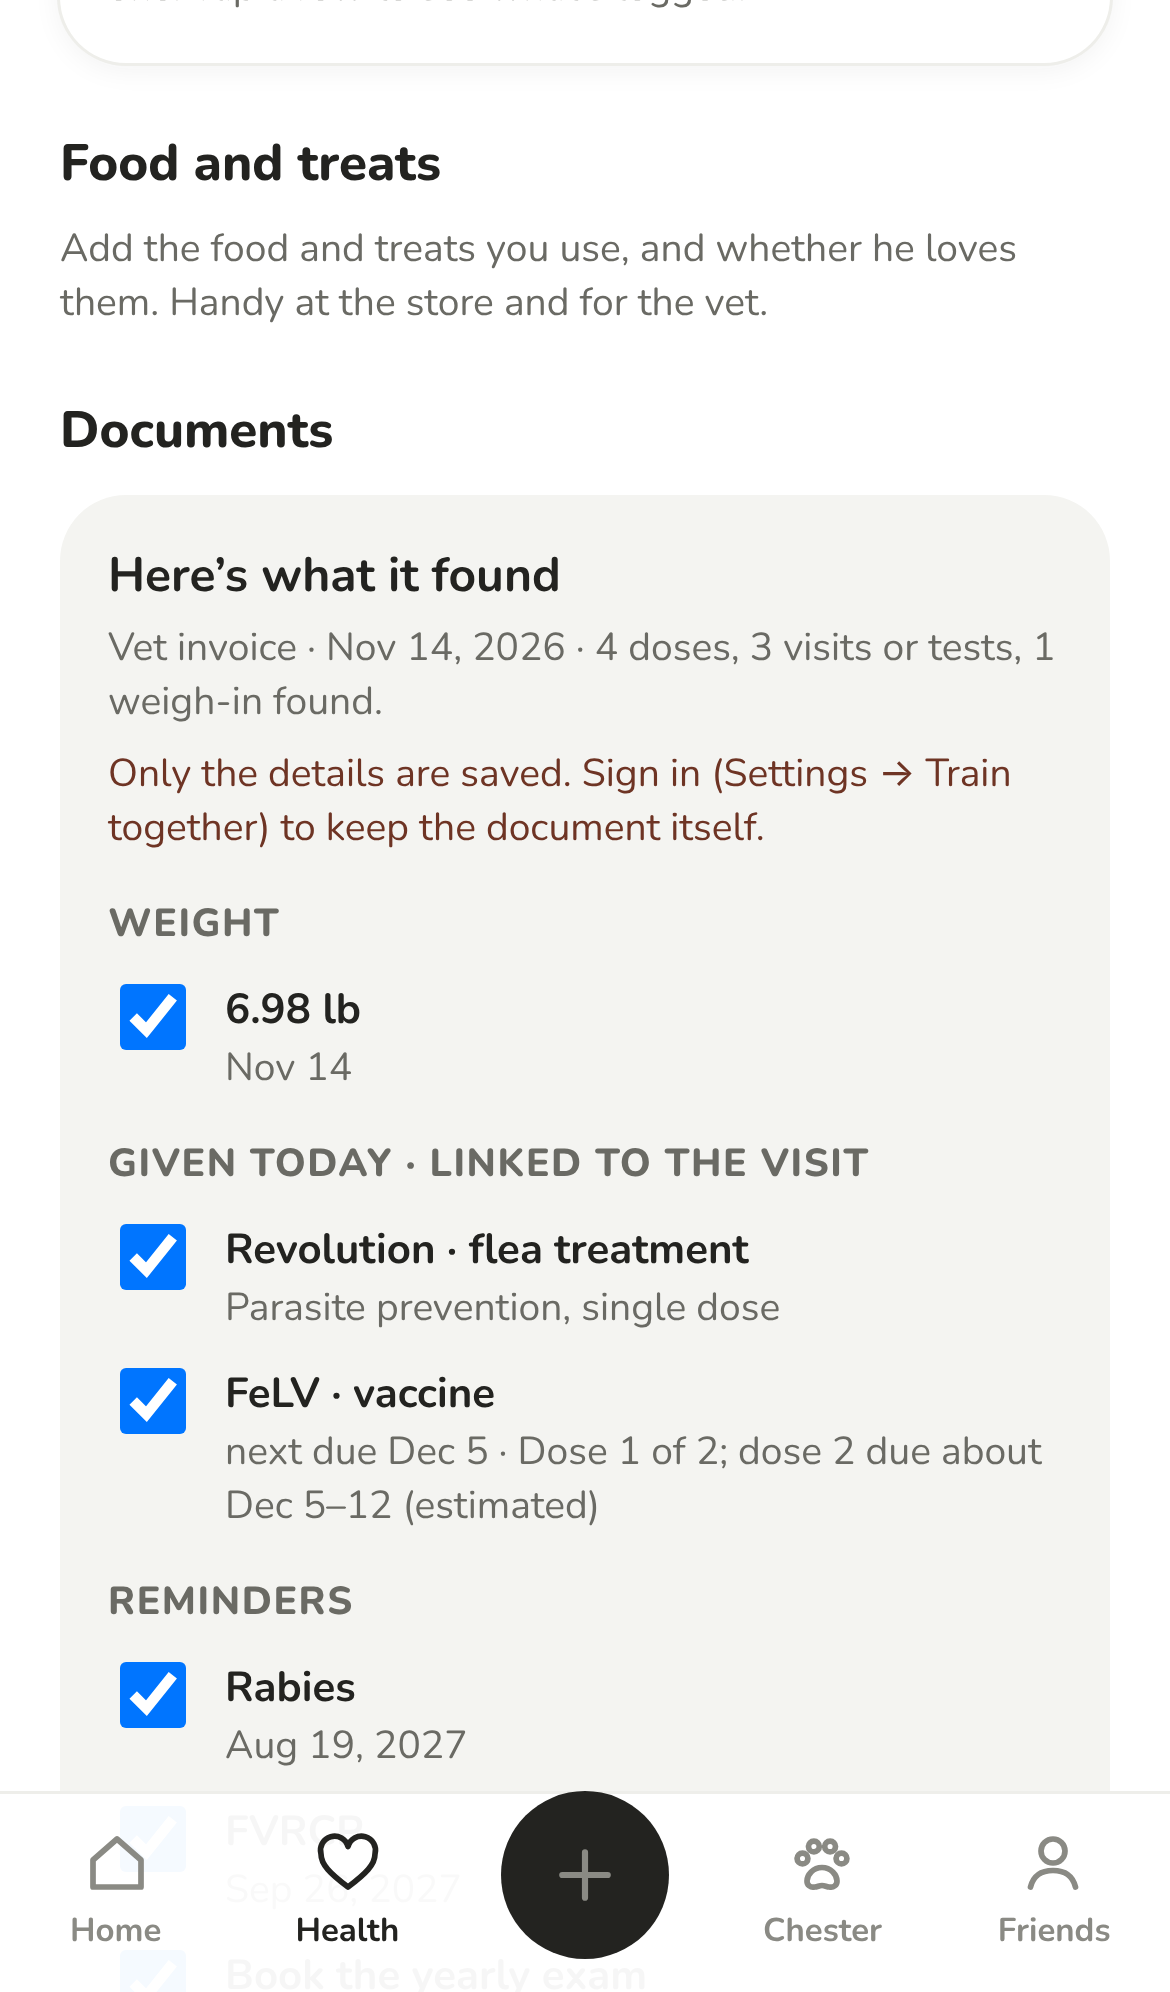 Food and treats
Add the food and treats you use, and whether he loves
them. Handy at the store and for the vet.
Documents
Here’s what it found
Vet invoice · Nov 14, 2026 · 4 doses, 3 visits or tests, 1
weigh-in found.
Only the details are saved. Sign in (Settings → Train
together) to keep the document itself.
WEIGHT
6.98 lb
Nov 14
GIVEN TODAY · LINKED TO THE VISIT
Revolution · flea treatment
Parasite prevention, single dose
FeLV · vaccine
next due Dec 5 · Dose 1 of 2; dose 2 due about
Dec 5–12 (estimated)
REMINDERS
Rabies
Aug 19, 2027
FVRCP
Sep 2027
Book the yearly exam
Home
Health
Chester
Friends